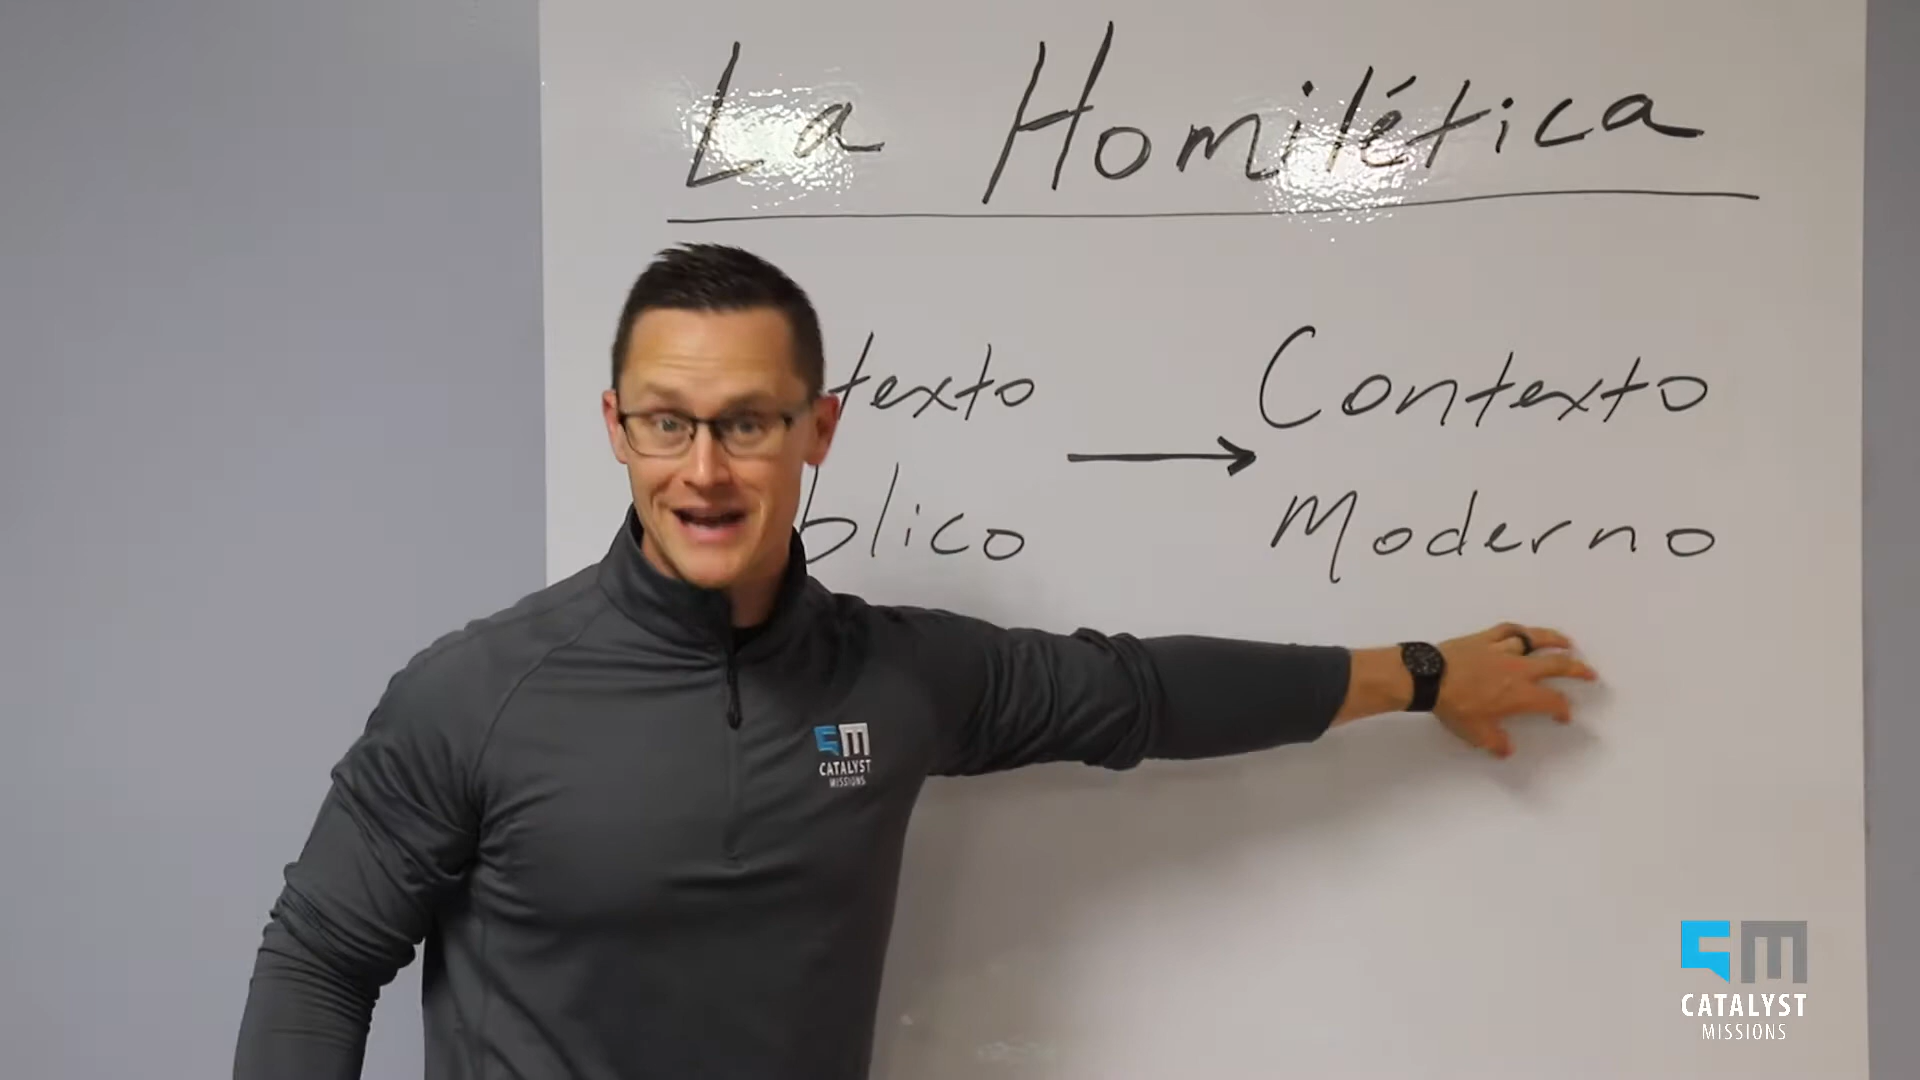 La Homilética
texto
Contexto
blico
Moderno
CATALYST
MISSIONS
CATALYST
MISSIONS